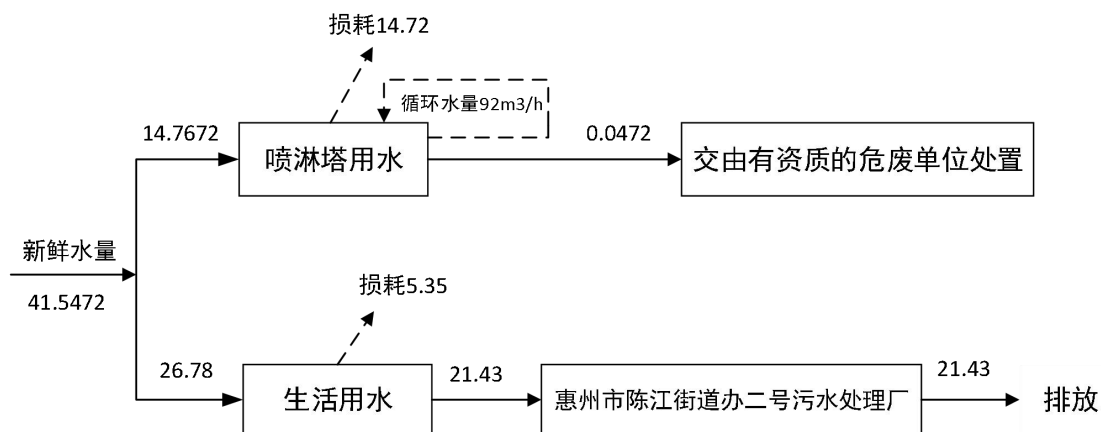 损耗14.72
循环水量92m3/h
14.7672
喷淋塔用水
0.0472
交由有资质的危废单位处置
新鲜水量
41.5472
损耗5.35
26.78
生活用水
21.43
惠州市陈江街道办二号污水处理厂
21.43
排放